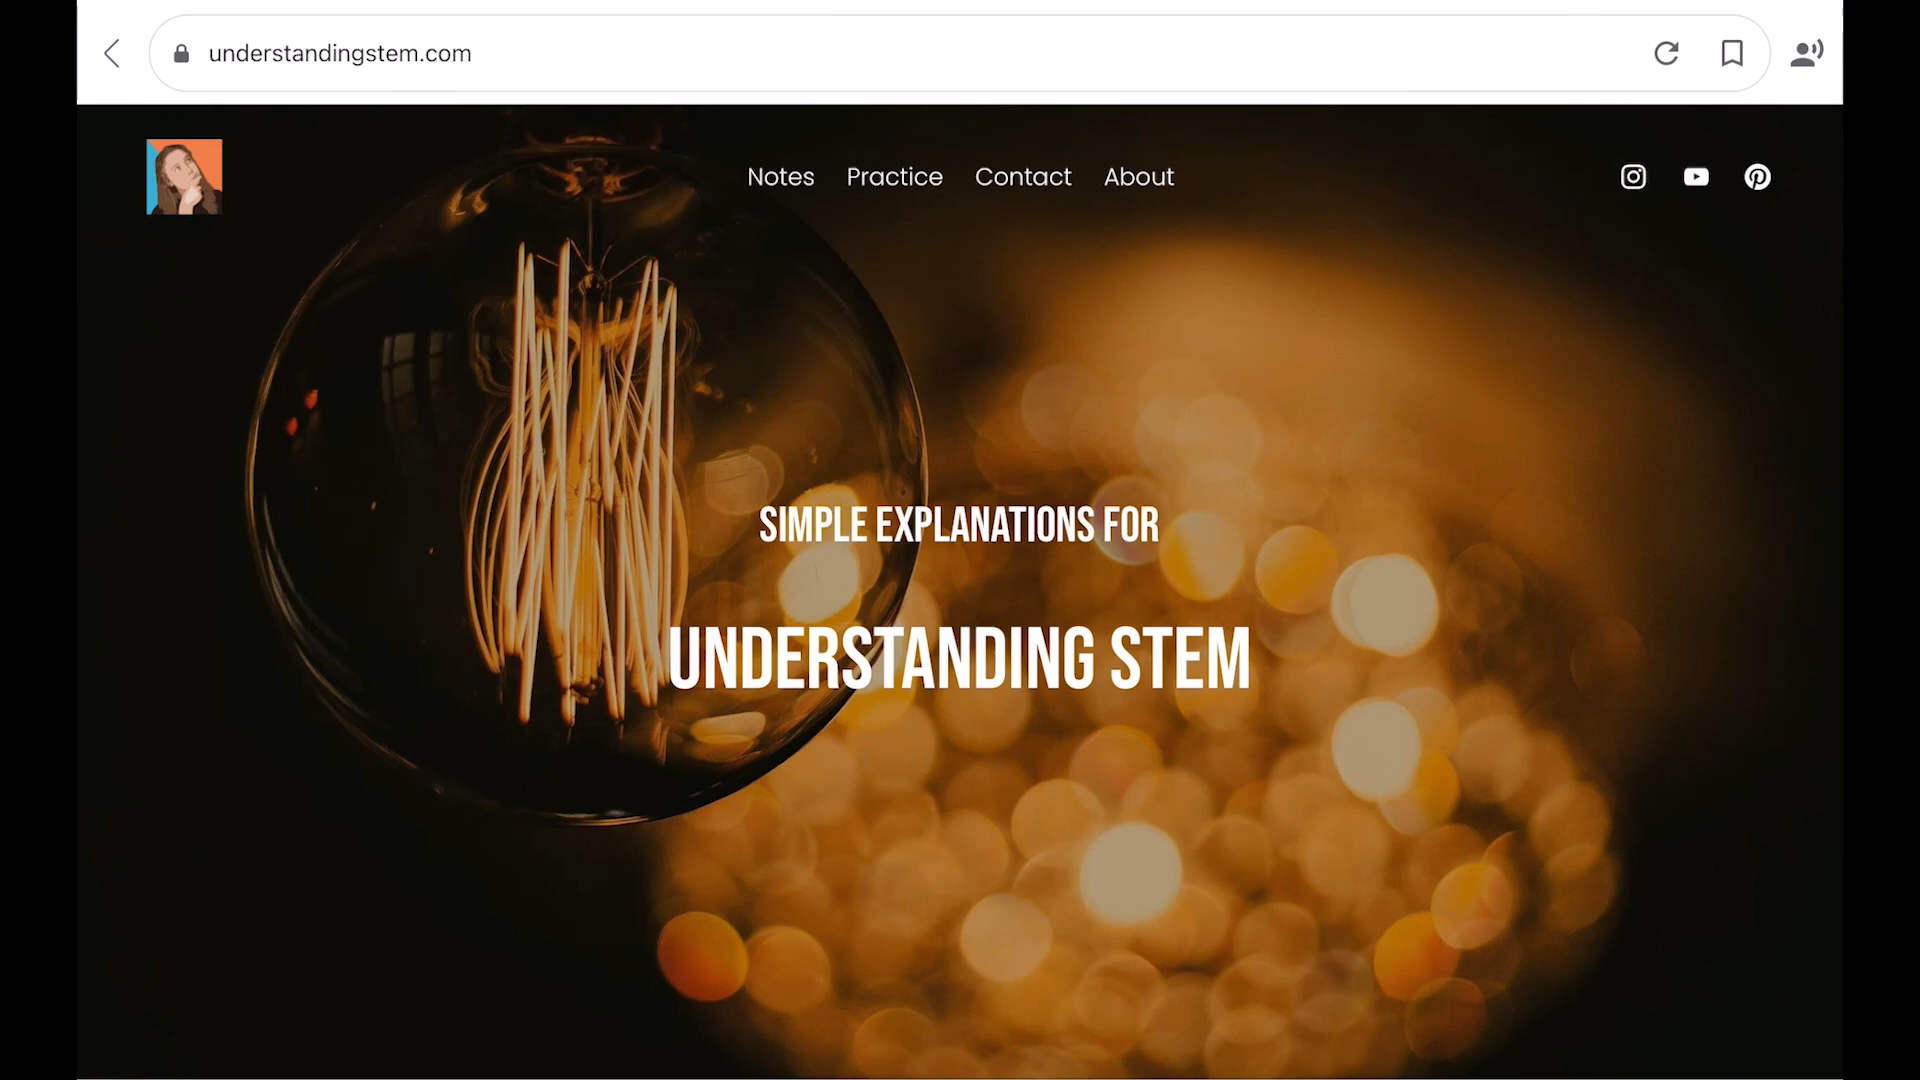 understandingstem.com
Notes Practice Contact About
SIMPLE EXPLANATIONS FOR
UNDERSTANDING STEM